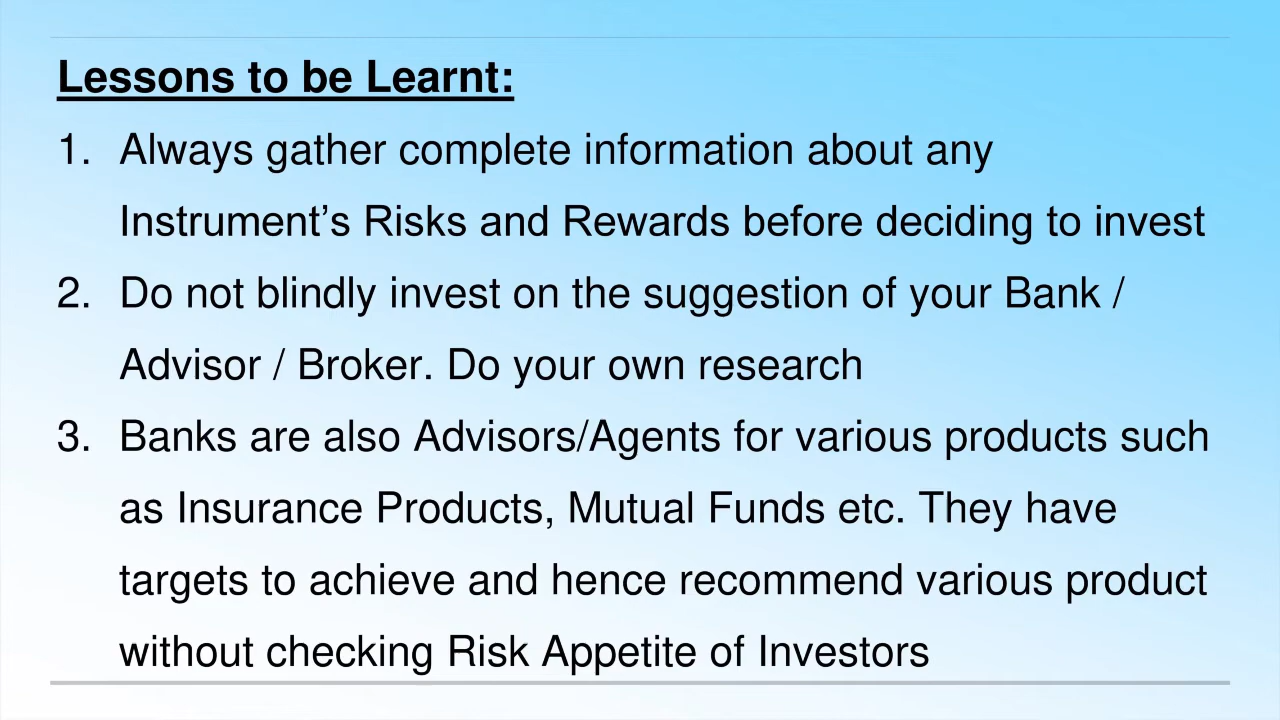 Lessons to be Learnt:
1. Always gather complete information about any
Instrument’s Risks and Rewards before deciding to invest
2. Do not blindly invest on the suggestion of your Bank /
Advisor / Broker. Do your own research
3. Banks are also Advisors/Agents for various products such
as Insurance Products, Mutual Funds etc. They have
targets to achieve and hence recommend various product
without checking Risk Appetite of Investors